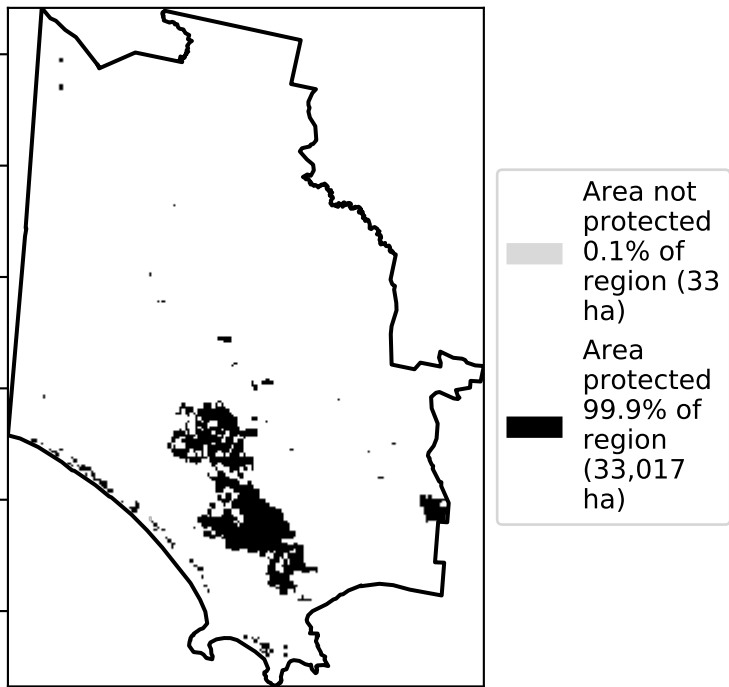 Area not
protected
0.1% of
region (33
ha)
Area
protected
99.9% of
region
(33,017
ha)